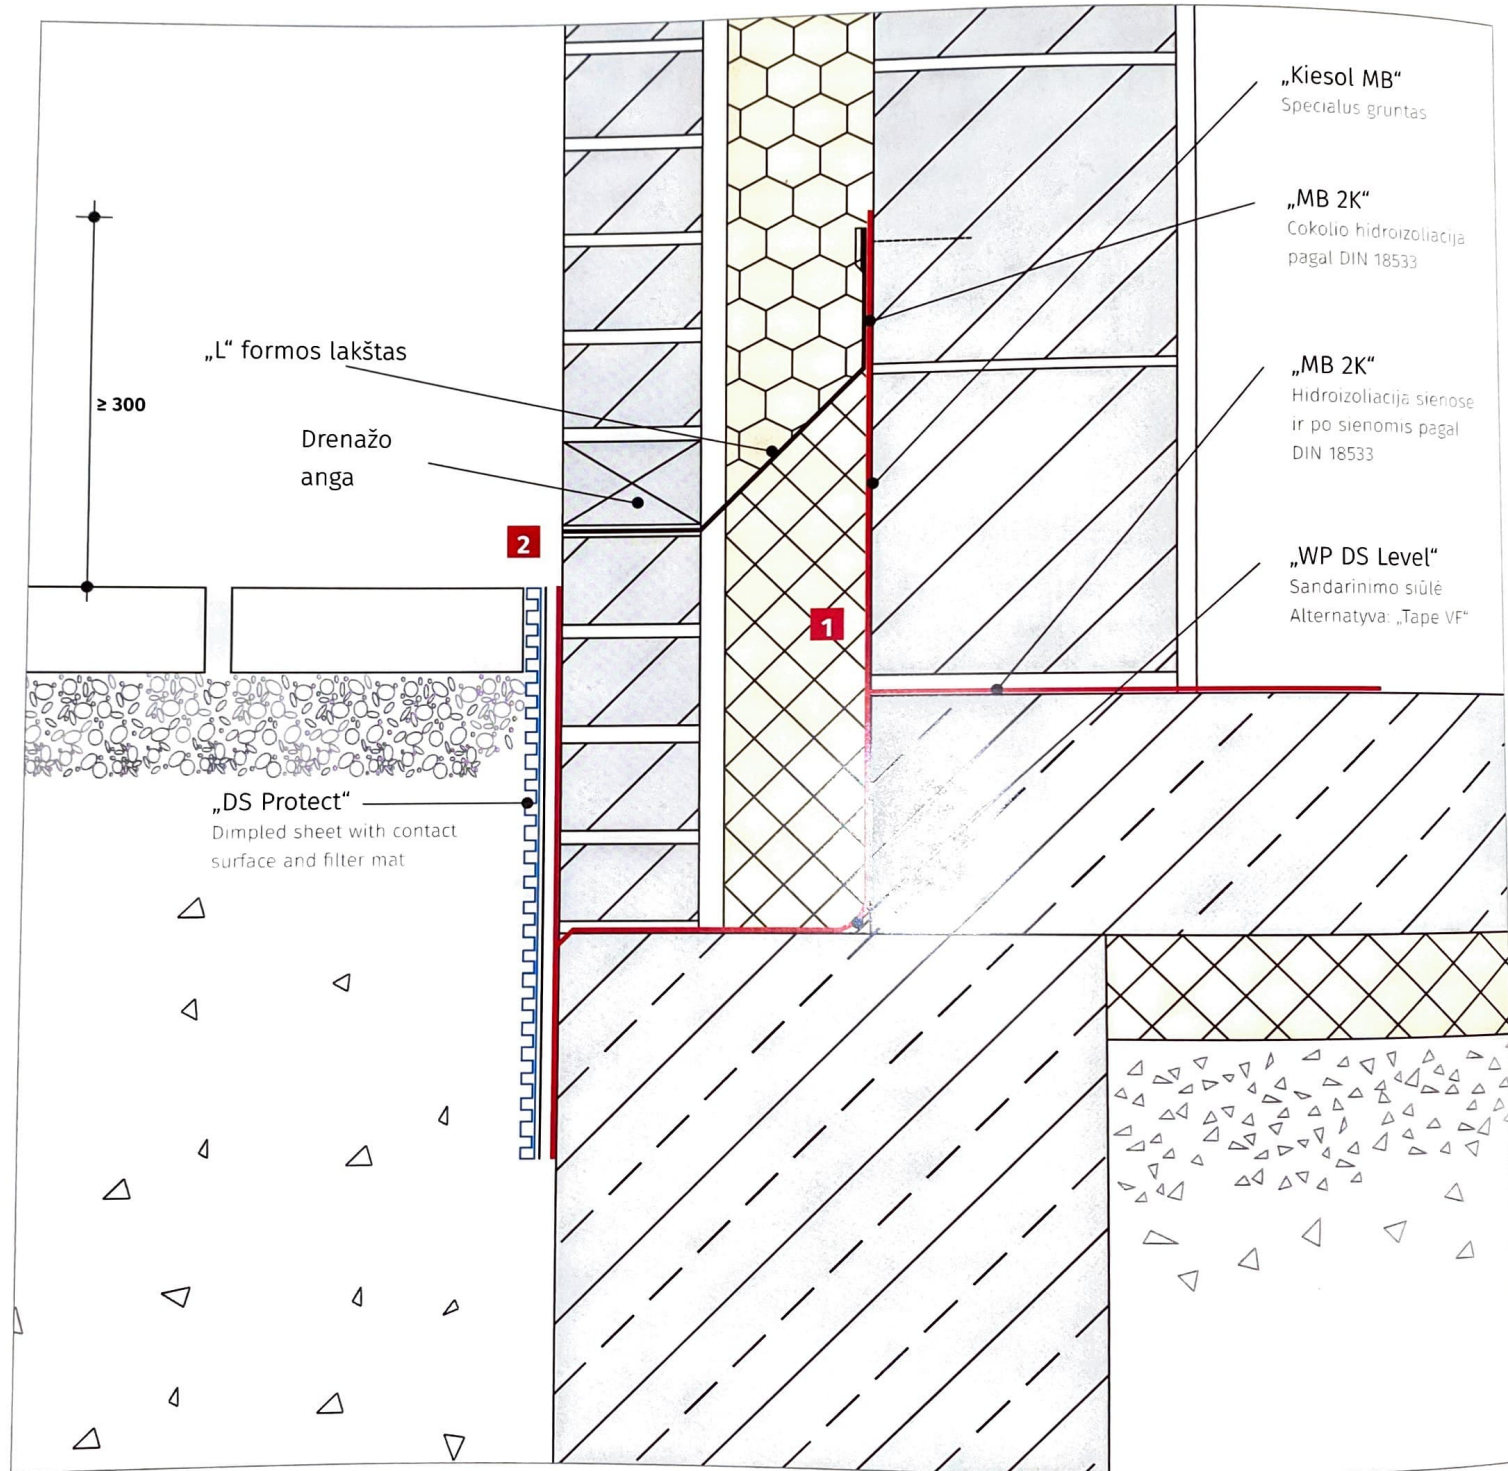 „Kiesol MB“
Specialus gruntas
„MB 2K“
Cokolio hidroizoliacija
pagal DIN 18533
„L“ formos lakštas
≥ 300
Drenažo
anga
„MB 2K“
Hidroizoliacija sienose
ir po sienomis pagal
DIN 18533
2
„WP DS Level“
Sandarinimo siūlė
Alternatyva: „Tape VF“
1
„DS Protect“
Dimpled sheet with contact
surface and filter mat